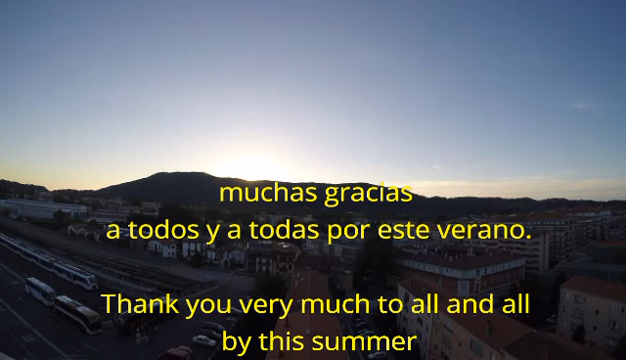 muchas gracias
a todos y a todas por este verano.
Thank you very much to all and all
by this summer